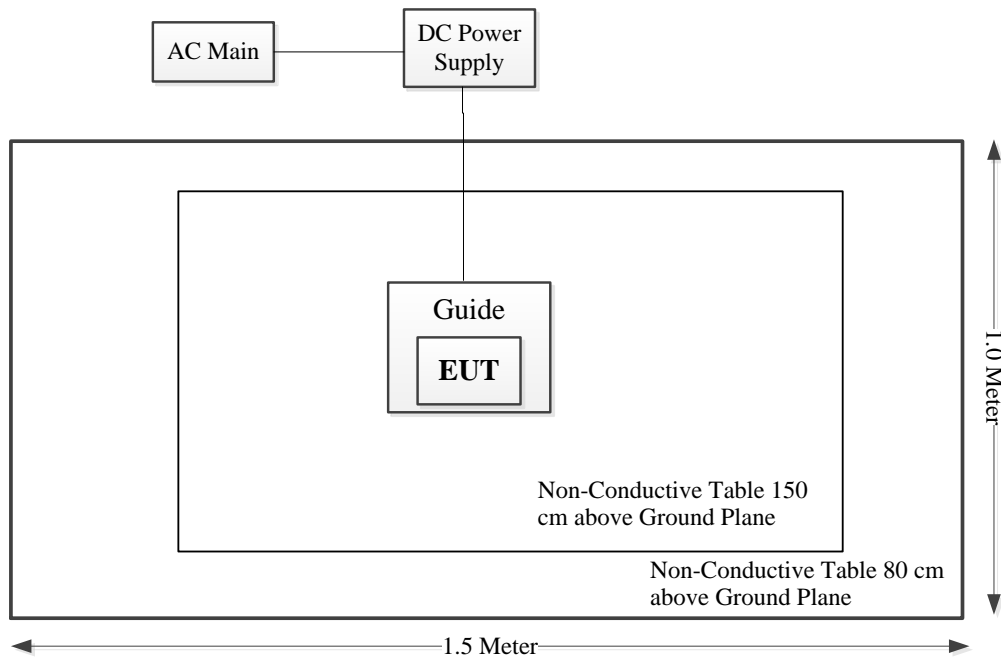 AC Main
DC Power
Supply
Guide
EUT
1.0 Meter
Non-Conductive Table 150
cm above Ground Plane
Non-Conductive Table 80 cm
above Ground Plane
1.5 Meter